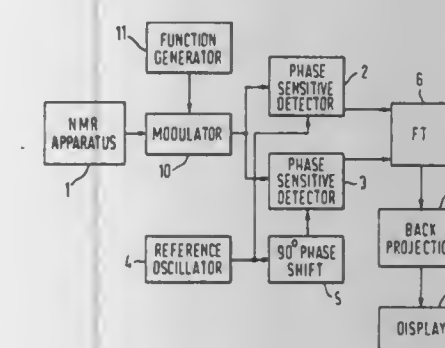 11
FUNCTION
GENERATOR
PHASE
SENSITIVE
DETECTOR
2
6
NMR
APPARATUS
1
MODULATOR
10
FT
PHASE
SENSITIVE
DETECTOR
3
4
REFERENCE
OSCILLATOR
90° PHASE
SHIFT
5
BACK
DISPLAY